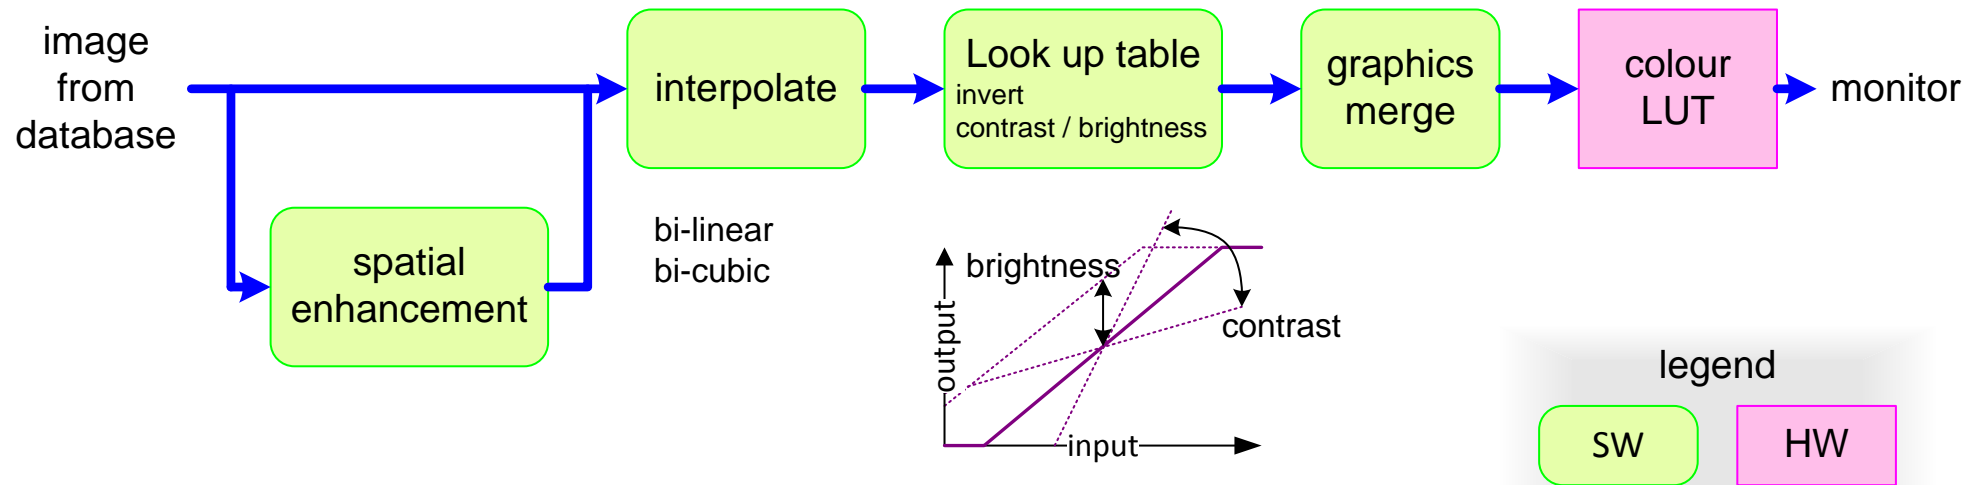 image
from
database
interpolate
Look up table
invert
contrast / brightness
graphics
merge
colour
LUT
monitor
spatial
enhancement
bi-linear
bi-cubic
brightness
contrast
output
input
legend
SW
HW